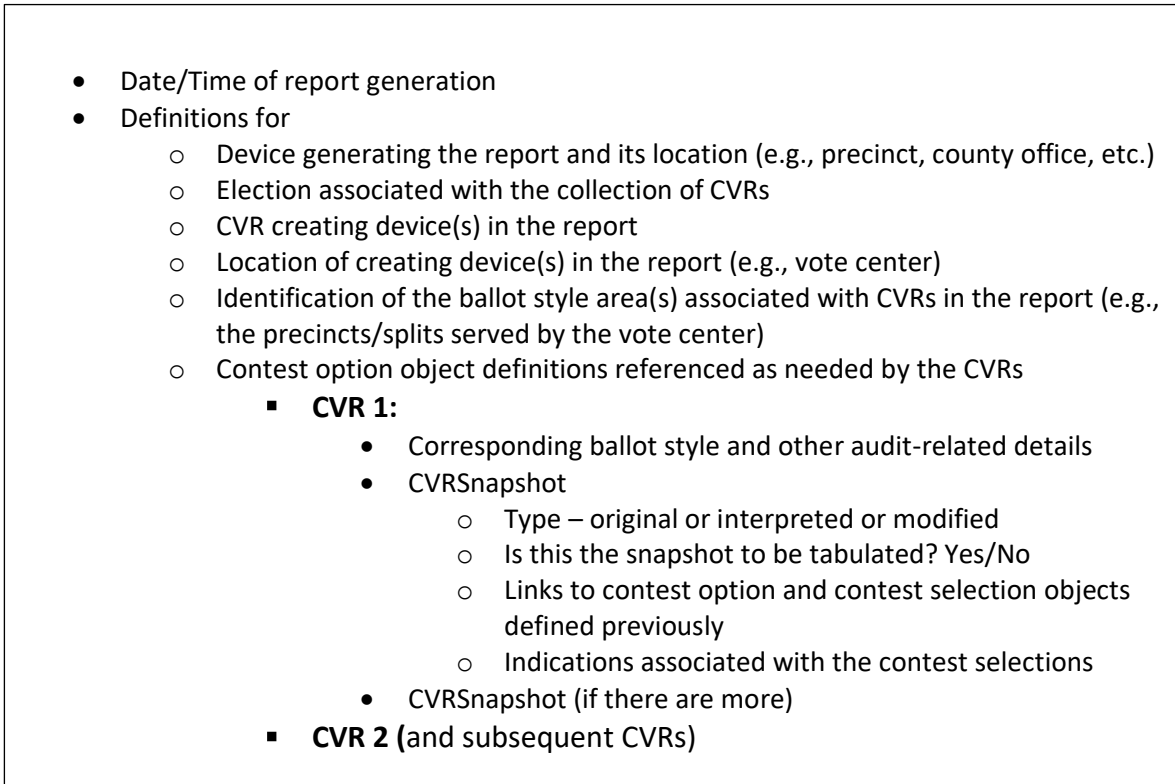 • Date/Time of report generation
• Definitions for
o Device generating the report and its location (e.g., precinct, county office, etc.)
o Election associated with the collection of CVRs
o CVR creating device(s) in the report
o Location of creating device(s) in the report (e.g., vote center)
o Identification of the ballot style area(s) associated with CVRs in the report (e.g.,
the precincts/splits served by the vote center)
o Contest option object definitions referenced as needed by the CVRs
▪ CVR 1:
• Corresponding ballot style and other audit-related details
• CVRSnapshot
o Type – original or interpreted or modified
o Is this the snapshot to be tabulated? Yes/No
o Links to contest option and contest selection objects
defined previously
o Indications associated with the contest selections
• CVRSnapshot (if there are more)
▪ CVR 2 (and subsequent CVRs)